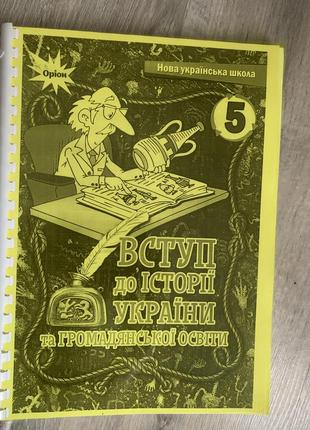 Оріон
Нова українська школа
5
ВСТУП
ДО ІСТОРІЇ
УКРАЇНИ
ТА ГРОМАДЯНСЬКОЇ ОСВІТИ